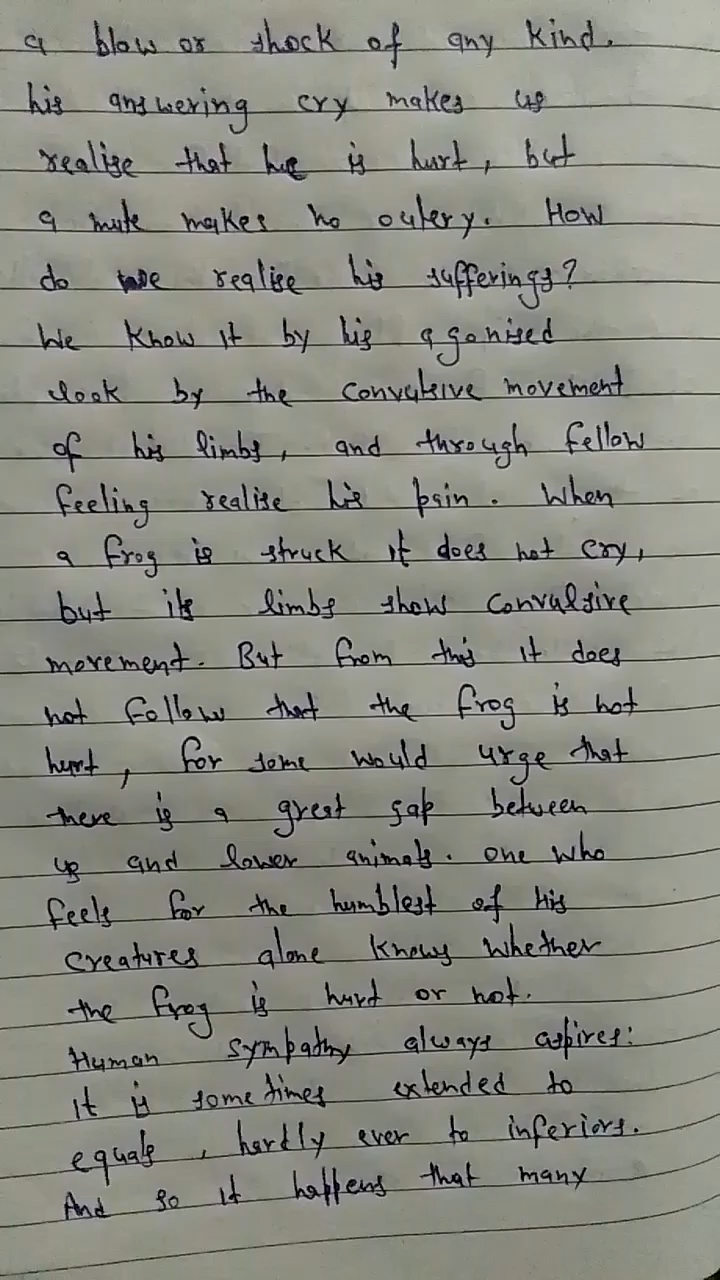 a blow or shock of any kind.
his answering cry makes us
realise that he is hurt, but
a mute makes no outery. How
do we realise his sufferings?
We know it by his agonised
look by the convulsive movement
of his limbs, and through fellow
feeling realise his pain. When
a frog is struck it does not cry,
but its limbs show convulsive
movement. But from this it does
not follow that the frog is not
hurt, for some would urge that
there is a great gap between
us and lower animals. one who
feels for the humblest of His
creatures alone knows whether
the frog is hurt or not.
Human sympathy always aspires:
it is sometimes extended to
equals, hardly ever to inferiors.
And so it happens that many